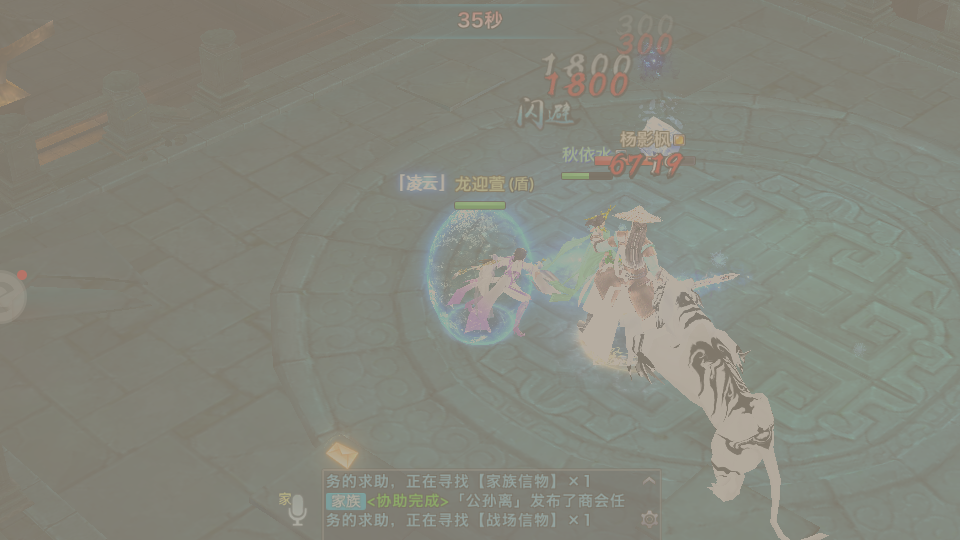 35秒
300
300
1800
1800
闪避
杨影枫
秋依水
67-79
「凌云」 龙迎萱(盾)
务的求助,正在寻找【家族信物】×1
家
家族<协助完成>「公孙离」发布了商会任
务的求助,正在寻找【战场信物】×1